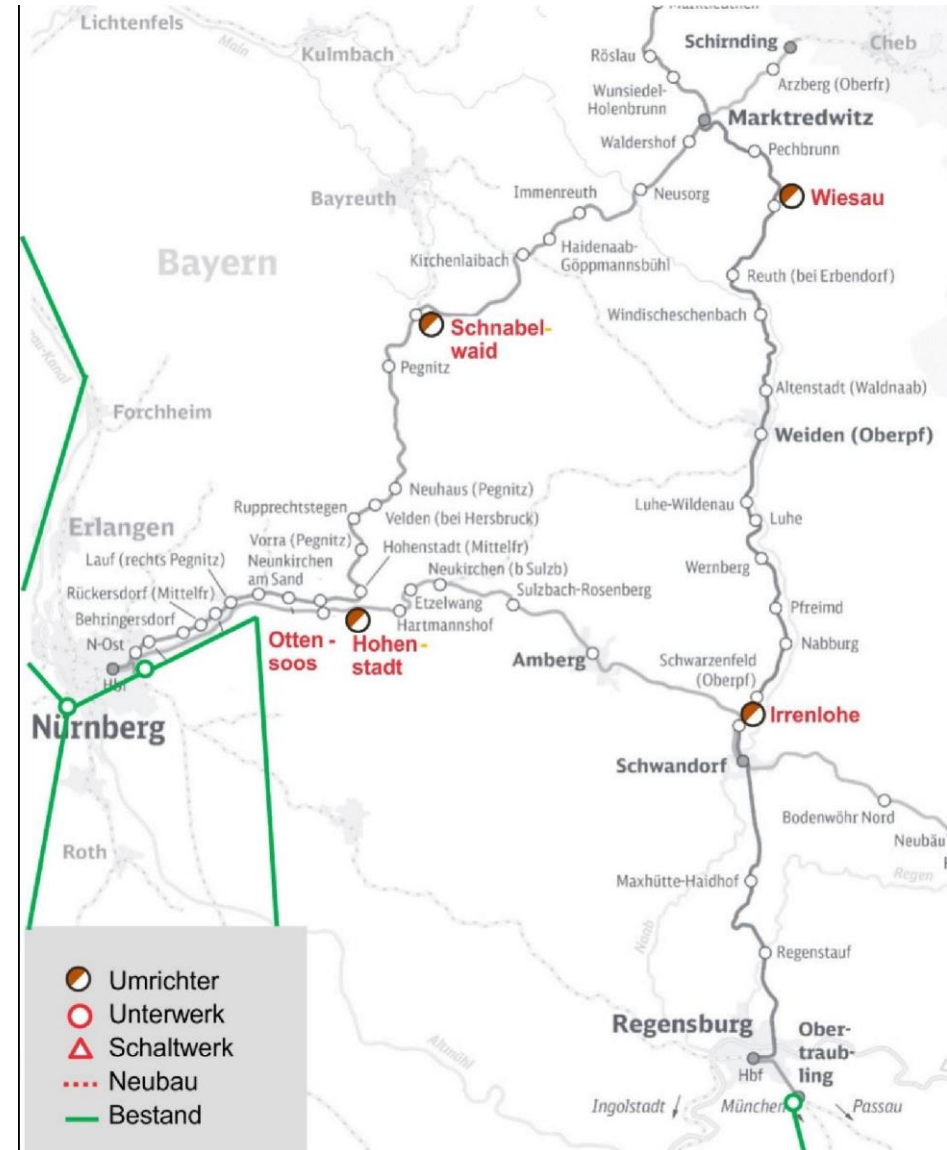 Marktleuthen
Lichtenfels
Main
Kulmbach
Schirnding
Cheb
Röslau
Arzberg (Oberfr)
Wunsiedel-
Holenbrunn
Marktredwitz
Waldershof
Pechbrunn
Bayreuth
Immenreuth
Neusorg
Wiesau
Bayern
Kirchenlaibach
Haidenaab-
Göppmannsbühl
Reuth (bei Erbendorf)
Schnabel-
waid
Windischeschenbach
Pegnitz
Altenstadt (Waldnaab)
Forchheim
Weiden (Oberpf)
Neuhaus (Pegnitz)
Rupprechtstegen
Velden (bei Hersbruck)
Luhe-Wildenau
Luhe
Erlangen
Vorra (Pegnitz)
Hohenstadt (Mittelfr)
Lauf (rechts Pegnitz)
Neunkirchen
am Sand
Neukirchen (b Sulzb)
Wernberg
Rückersdorf (Mittelfr)
Etzelwang
Sulzbach-Rosenberg
Behringersdorf
Hartmannshof
Pfreimd
N-Ost
Otten-
soos
Hohen-
stadt
Nabburg
Amberg
Schwarzenfeld
(Oberpf)
Hbf
Nürnberg
Irrenlohe
Schwandorf
Bodenwöhr Nord
Neubäu
Roth
Regen
Maxhütte-Haidhof
Naab
Regenstauf
Umrichter
Unterwerk
Schaltwerk
Neubau
Bestand
Altmühl
Regensburg
Hbf
Ober-
traub-
ling
Ingolstadt
München
Passau